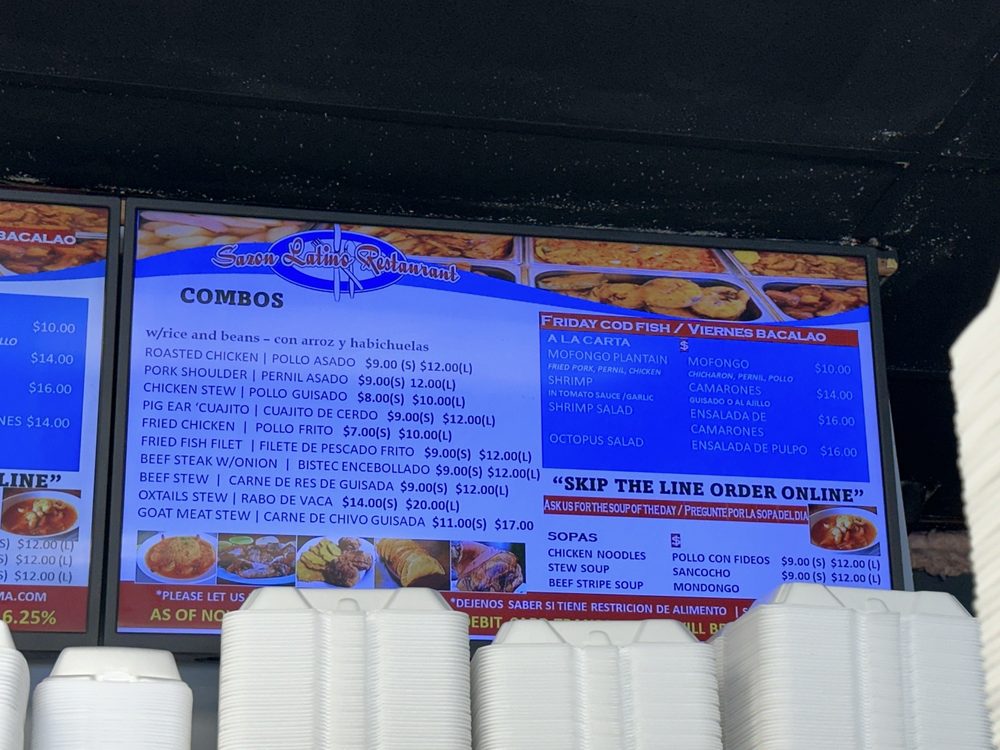 BACALAO
$10.00
LLO
$14.00
$16.00
NES $14.00
LINE”
S) $12.00(L)
S) $12.00(L)
S) $12.00(L)
MA.COM
6.25%
Sazon Latino Restaurant
COMBOS
w/rice and beans – con arroz y habichuelas
ROASTED CHICKEN | POLLO ASADO $9.00 (S) $12.00(L)
PORK SHOULDER | PERNIL ASADO $9.00(S) 12.00(L)
CHICKEN STEW | POLLO GUISADO $8.00(S) $10.00(L)
PIG EAR ‘CUAJITO | CUAJITO DE CERDO $9.00(S) $12.00(L)
FRIED CHICKEN | POLLO FRITO $7.00(S) $10.00(L)
FRIED FISH FILET | FILETE DE PESCADO FRITO $9.00(S) $12.00(L)
BEEF STEAK W/ONION | BISTEC ENCEBOLLADO $9.00(S) $12.00(L)
BEEF STEW | CARNE DE RES DE GUISADA $9.00(S) $12.00(L)
OXTAILS STEW | RABO DE VACA $14.00(S) $20.00(L)
GOAT MEAT STEW | CARNE DE CHIVO GUISADA $11.00(S) $17.00
FRIDAY COD FISH / VIERNES BACALAO
A LA CARTA $
MOFONGO PLANTAIN MOFONGO $10.00
FRIED PORK, PERNIL, CHICKEN CHICHARON, PERNIL, POLLO
SHRIMP CAMARONES $14.00
IN TOMATO SAUCE /GARLIC GUISADO O AL AJILLO
SHRIMP SALAD ENSALADA DE $16.00
CAMARONES
OCTOPUS SALAD ENSALADA DE PULPO $16.00
“SKIP THE LINE ORDER ONLINE”
ASK US FOR THE SOUP OF THE DAY / PREGUNTE POR LA SOPA DEL DIA
SOPAS $
CHICKEN NOODLES POLLO CON FIDEOS $9.00(S) $12.00(L)
STEW SOUP SANCOCHO $9.00(S) $12.00(L)
BEEF STRIPE SOUP MONDONGO
*PLEASE LET US *DEJENOS SABER SI TIENE RESTRICION DE ALIMENTO |
AS OF NO DEBIT ILL BE